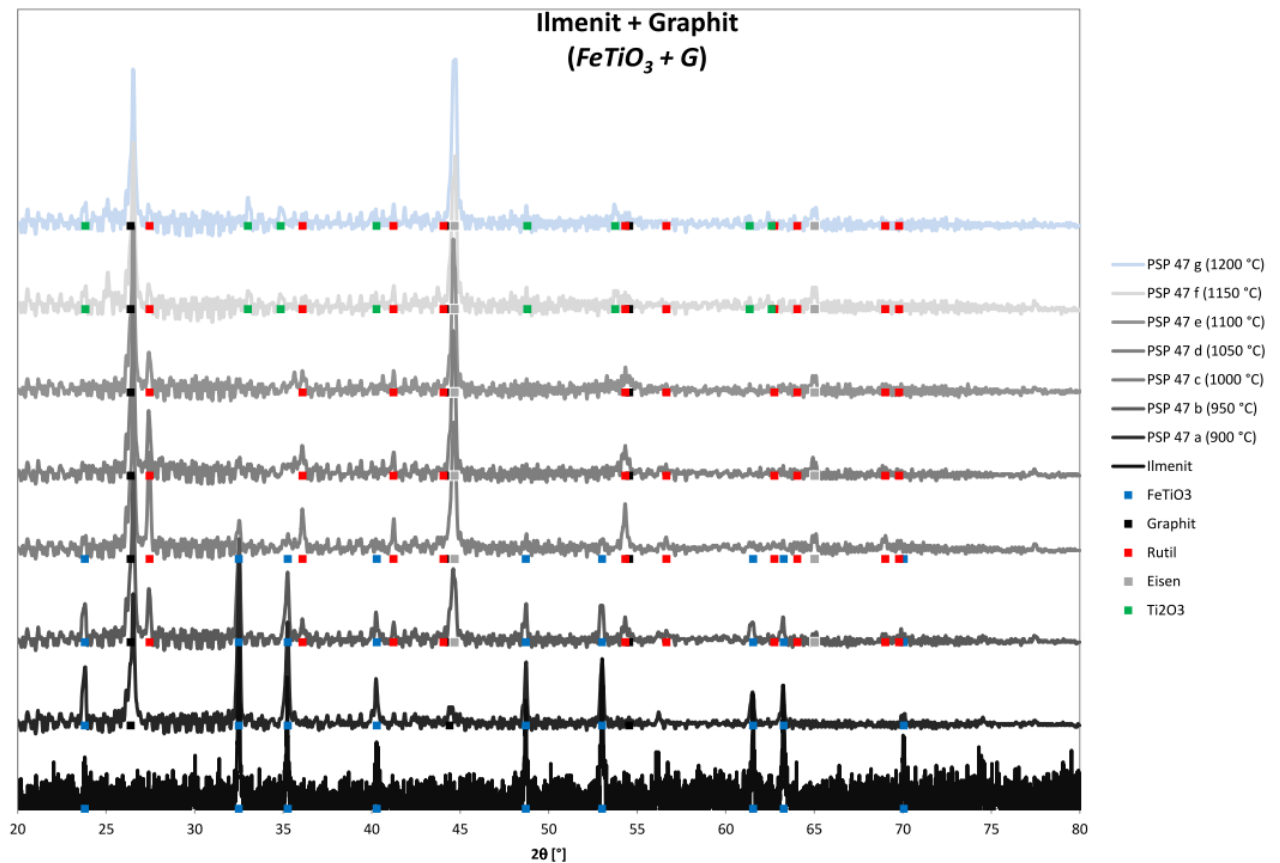 Ilmenit + Graphit
(FeTiO₃ + G)
PSP 47 g (1200 °C)
PSP 47 f (1150 °C)
PSP 47 e (1100 °C)
PSP 47 d (1050 °C)
PSP 47 c (1000 °C)
PSP 47 b (950 °C)
PSP 47 a (900 °C)
Ilmenit
FeTiO3
Graphit
Rutil
Eisen
Ti2O3
20 25 30 35 40 45 50 55 60 65 70 75 80
2θ [°]